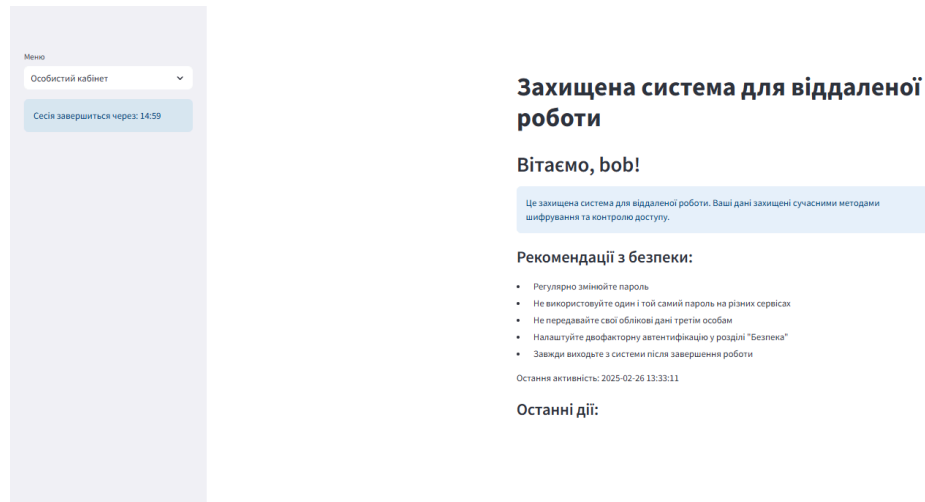 Меню
Особистий кабінет
Сесія завершиться через: 14:59
Захищена система для віддаленої
роботи
Вітаємо, bob!
Це захищена система для віддаленої роботи. Ваші дані захищені сучасними методами
шифрування та контролю доступу.
Рекомендації з безпеки:
• Регулярно змінюйте пароль
• Не використовуйте один і той самий пароль на різних сервісах
• Не передавайте свої облікові дані третім особам
• Налаштуйте двофакторну автентифікацію у розділі "Безпека"
• Завжди виходьте з системи після завершення роботи
Остання активність: 2025-02-26 13:33:11
Останні дії: